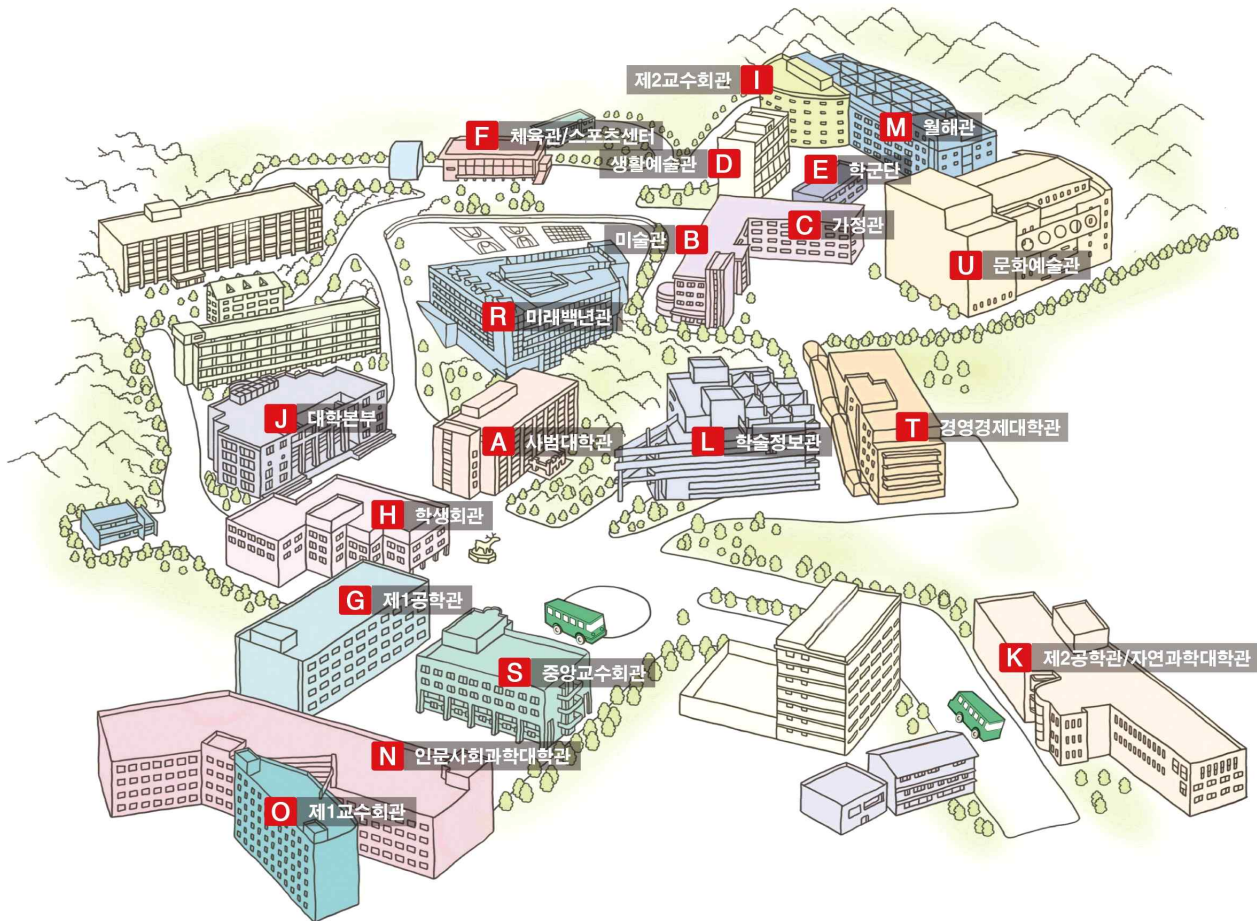 제2교수회관 I
M 월해관
F 체육관/스포츠센터
생활예술관 D
E 학군단
미술관 B
C 가정관
U 문화예술관
R 미래백년관
J 대학본부
A 사범대학관
L 학술정보관
T 경영경제대학관
H 학생회관
G 제1공학관
S 중앙교수회관
K 제2공학관/자연과학대학관
N 인문사회과학대학관
O 제1교수회관